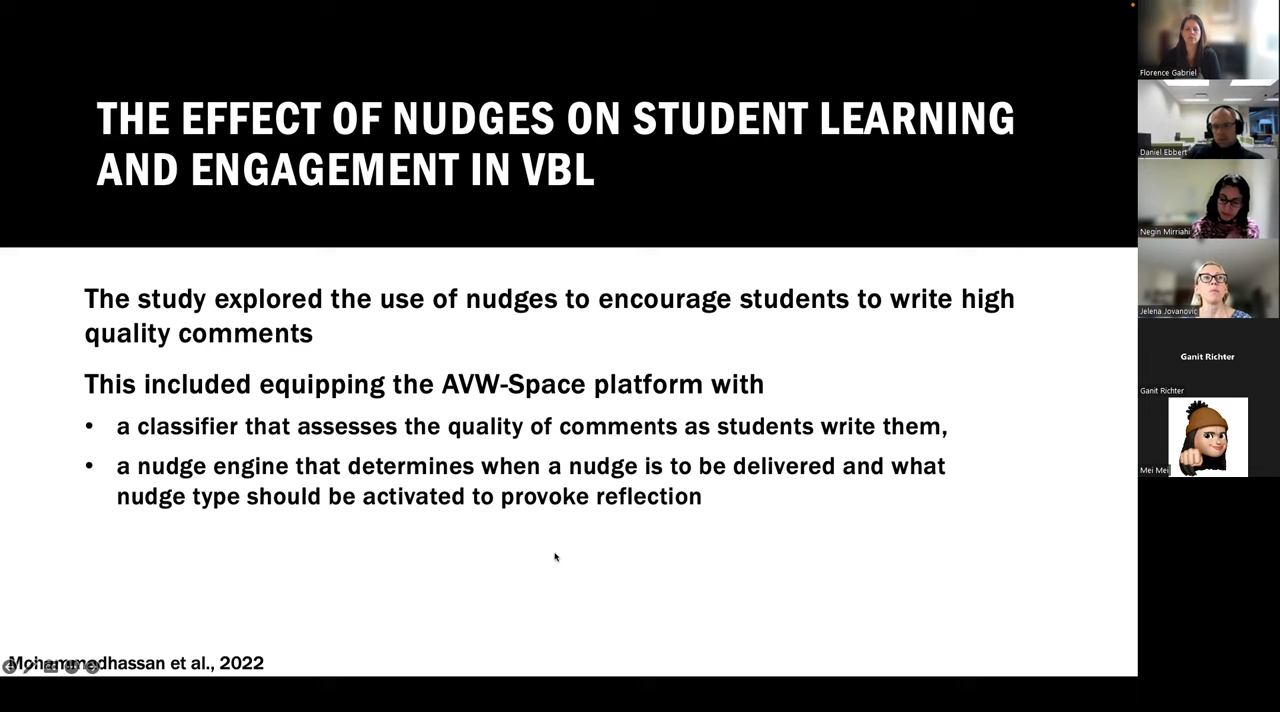 THE EFFECT OF NUDGES ON STUDENT LEARNING
AND ENGAGEMENT IN VBL
The study explored the use of nudges to encourage students to write high
quality comments
This included equipping the AVW-Space platform with
• a classifier that assesses the quality of comments as students write them,
• a nudge engine that determines when a nudge is to be delivered and what
nudge type should be activated to provoke reflection
Mohammadhassan et al., 2022
Florence Gabriel
Daniel Ebbert
Negin Mirriahi
Jelena Jovanovic
Ganit Richter
Ganit Richter
Mei Mei